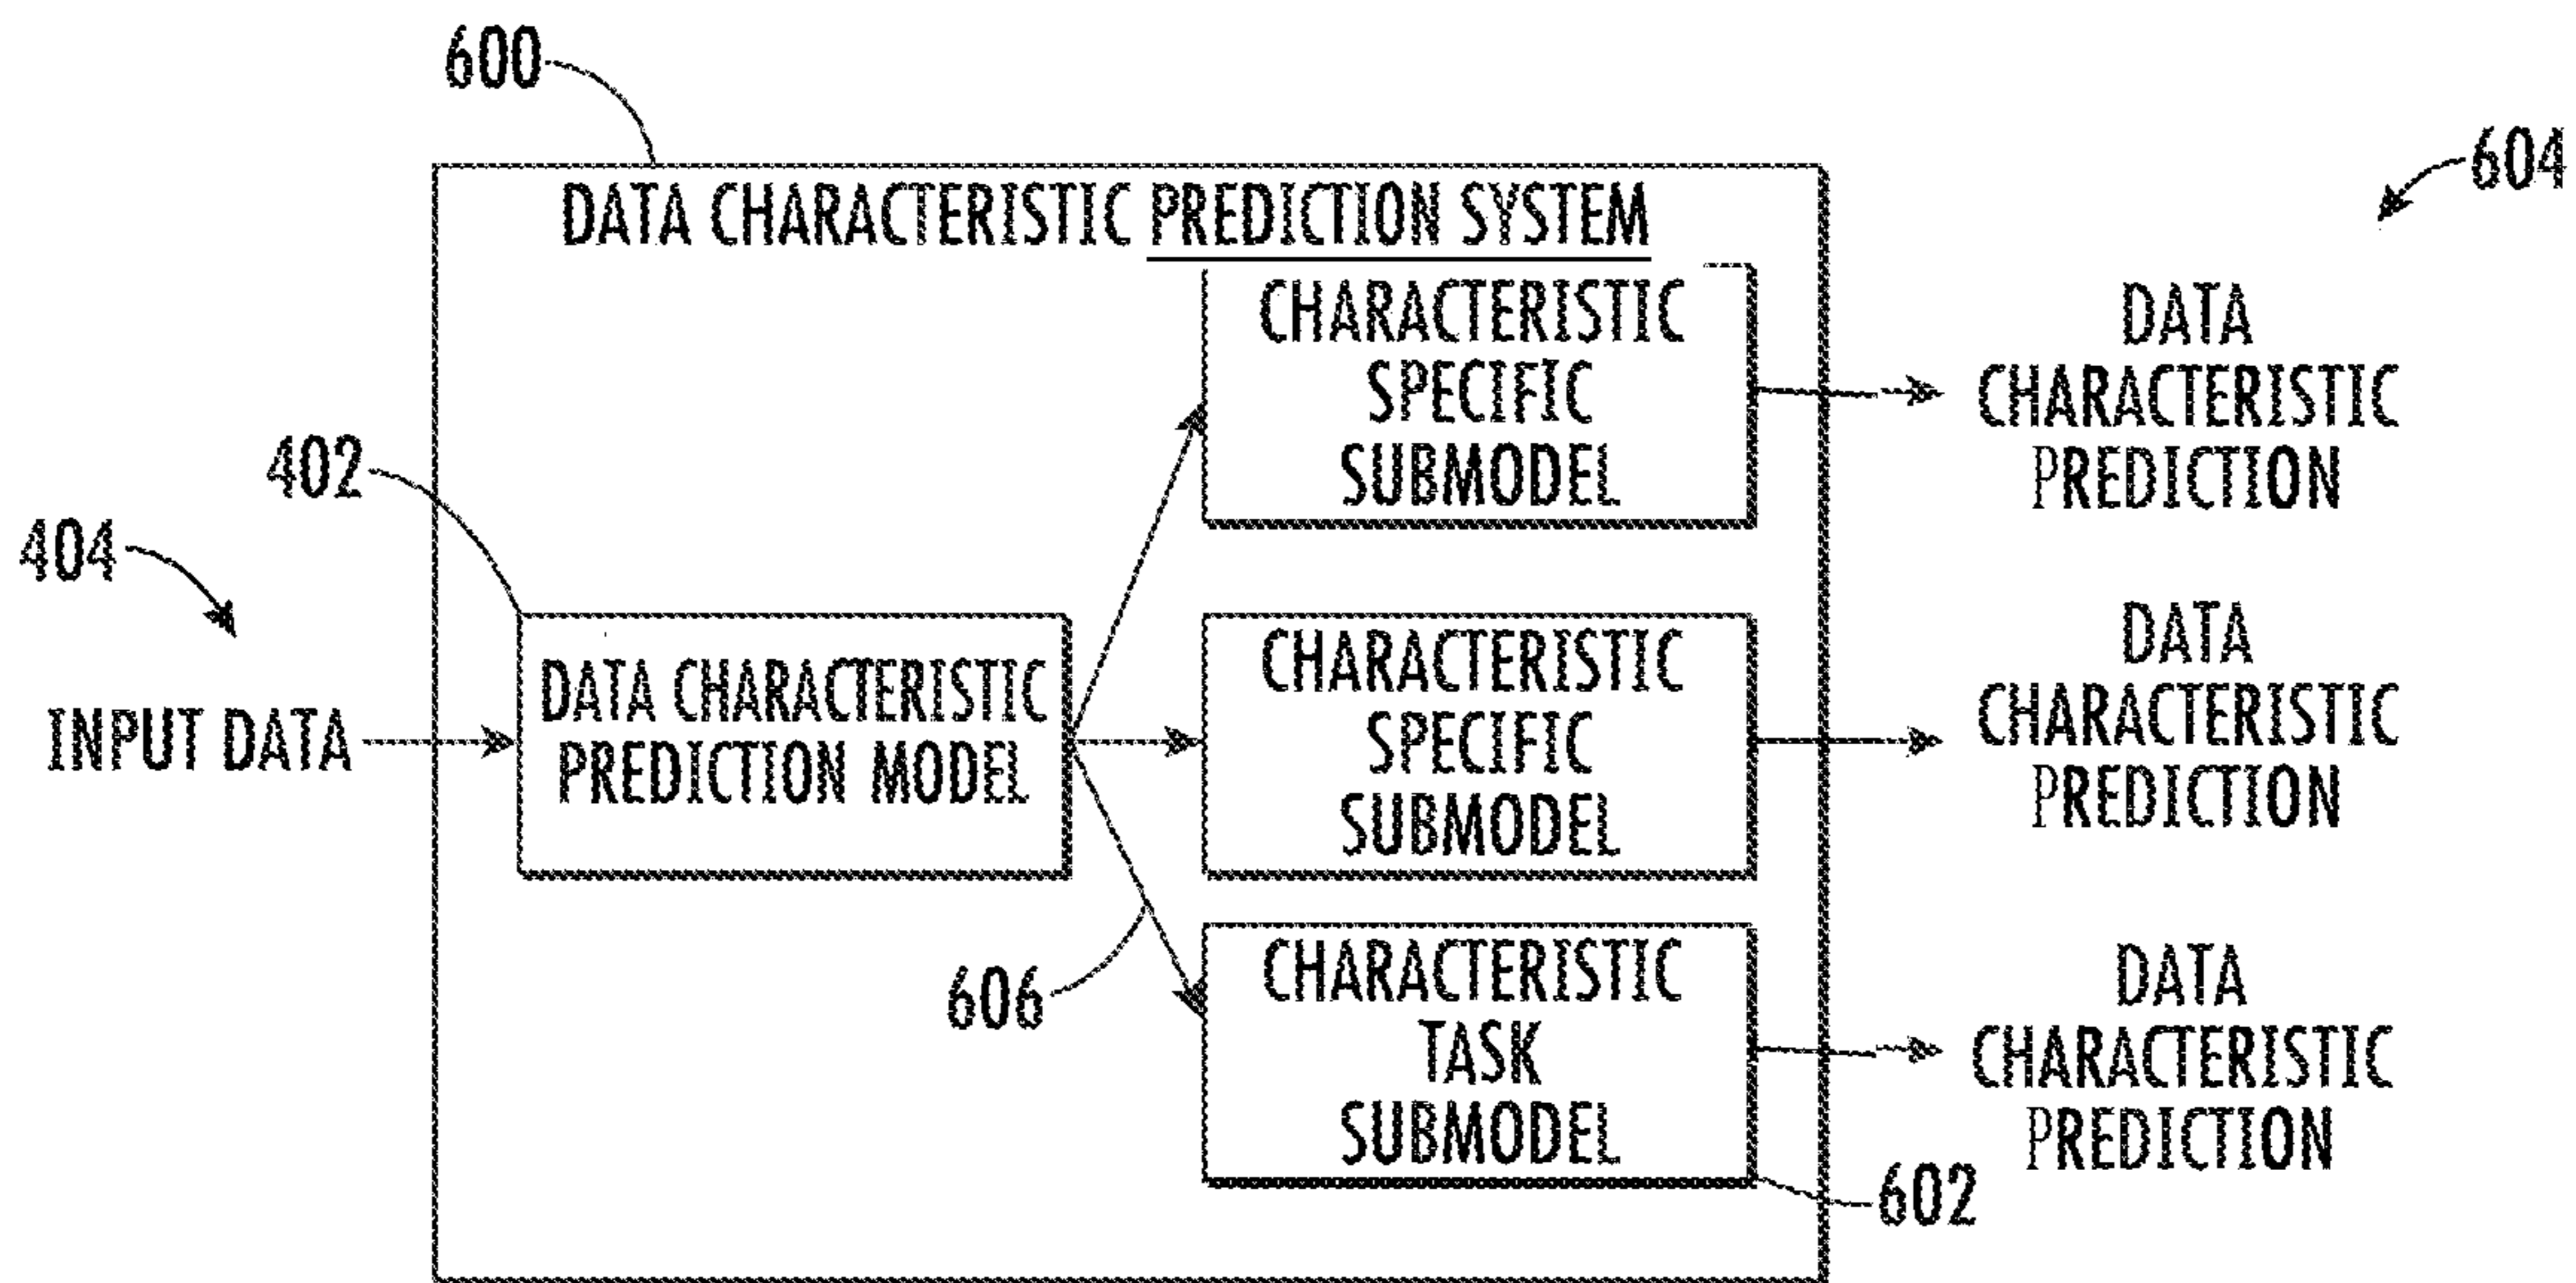 600
604
DATA CHARACTERISTIC PREDICTION SYSTEM
CHARACTERISTIC
SPECIFIC
SUBMODEL
DATA
CHARACTERISTIC
PREDICTION
402
404
INPUT DATA
DATA CHARACTERISTIC
PREDICTION MODEL
CHARACTERISTIC
SPECIFIC
SUBMODEL
DATA
CHARACTERISTIC
PREDICTION
606
CHARACTERISTIC
TASK
SUBMODEL
DATA
CHARACTERISTIC
PREDICTION
602